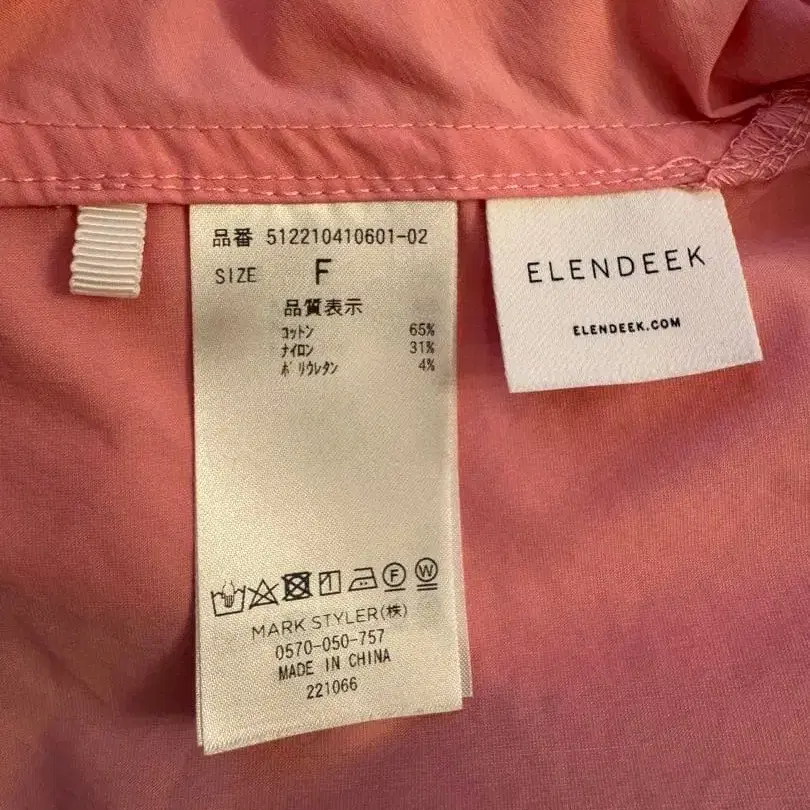 品番 512210410601-02
SIZE F
品質表示
ｺｯﾄﾝ 65%
ﾅｲﾛﾝ 31%
ﾎﾟﾘｳﾚﾀﾝ 4%
F W
MARK STYLER(株)
0570-050-757
MADE IN CHINA
221066
ELENDEEK
ELENDEEK.COM